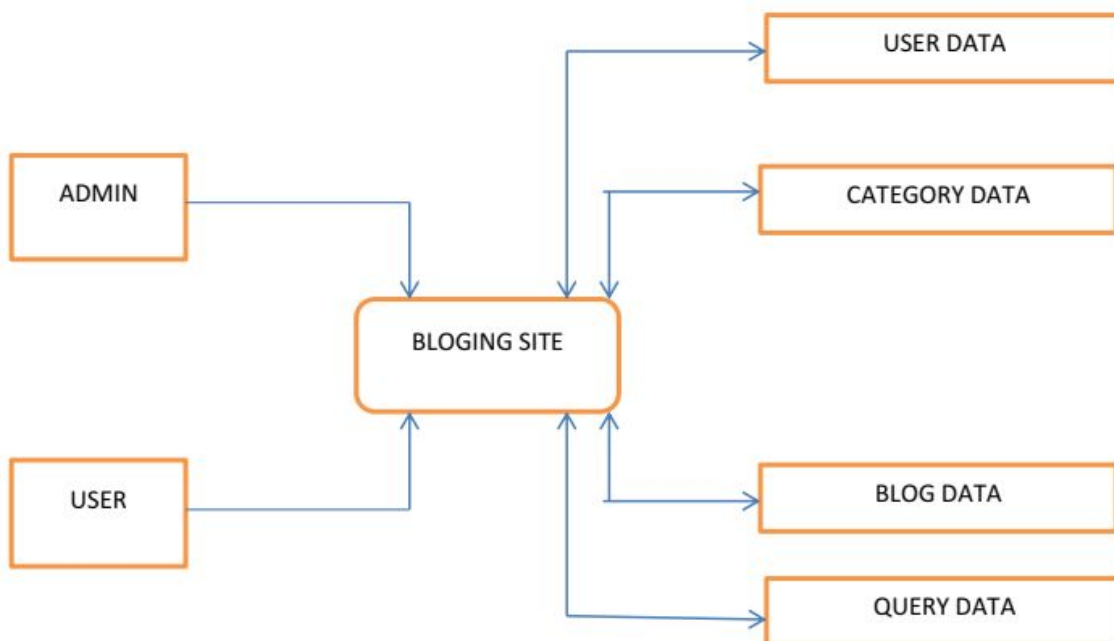 USER DATA
ADMIN
CATEGORY DATA
BLOGING SITE
USER
BLOG DATA
QUERY DATA